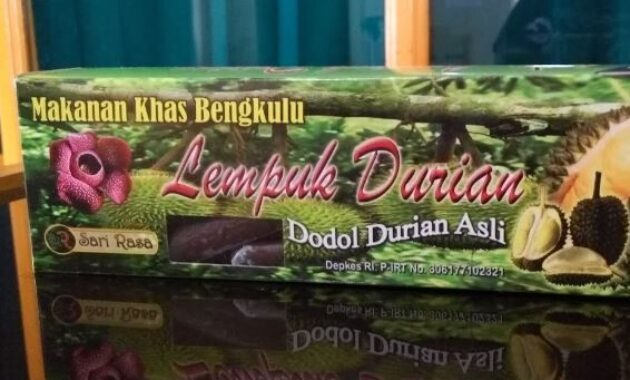 Makanan Khas Bengkulu
Lempuk Durian
Sari Rasa
Dodol Durian Asli
Depkes RI. P-IRT No. 306177102321